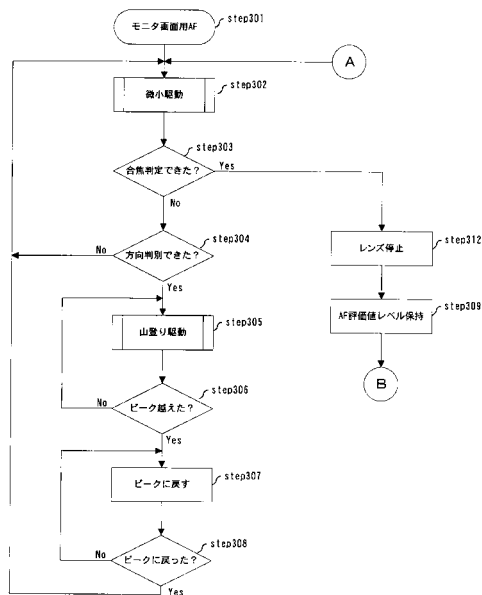 モニタ画面用AF
step301
A
微小駆動
step302
合焦判定できた?
step303
Yes
No
方向判別できた?
step304
No
Yes
レンズ停止
step312
山登り駆動
step305
AF評価値レベル保持
step309
B
ピーク越えた?
step306
No
Yes
ピークに戻す
step307
ピークに戻った?
step308
No
Yes